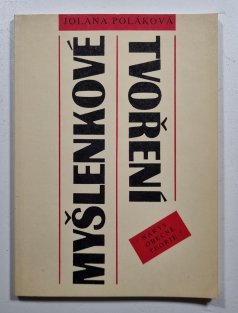 JOLANA POLÁKOVÁ
MYŠLENKOVÉ
TVOŘENÍ
NÁRYS
OBECNÉ
TEORIE